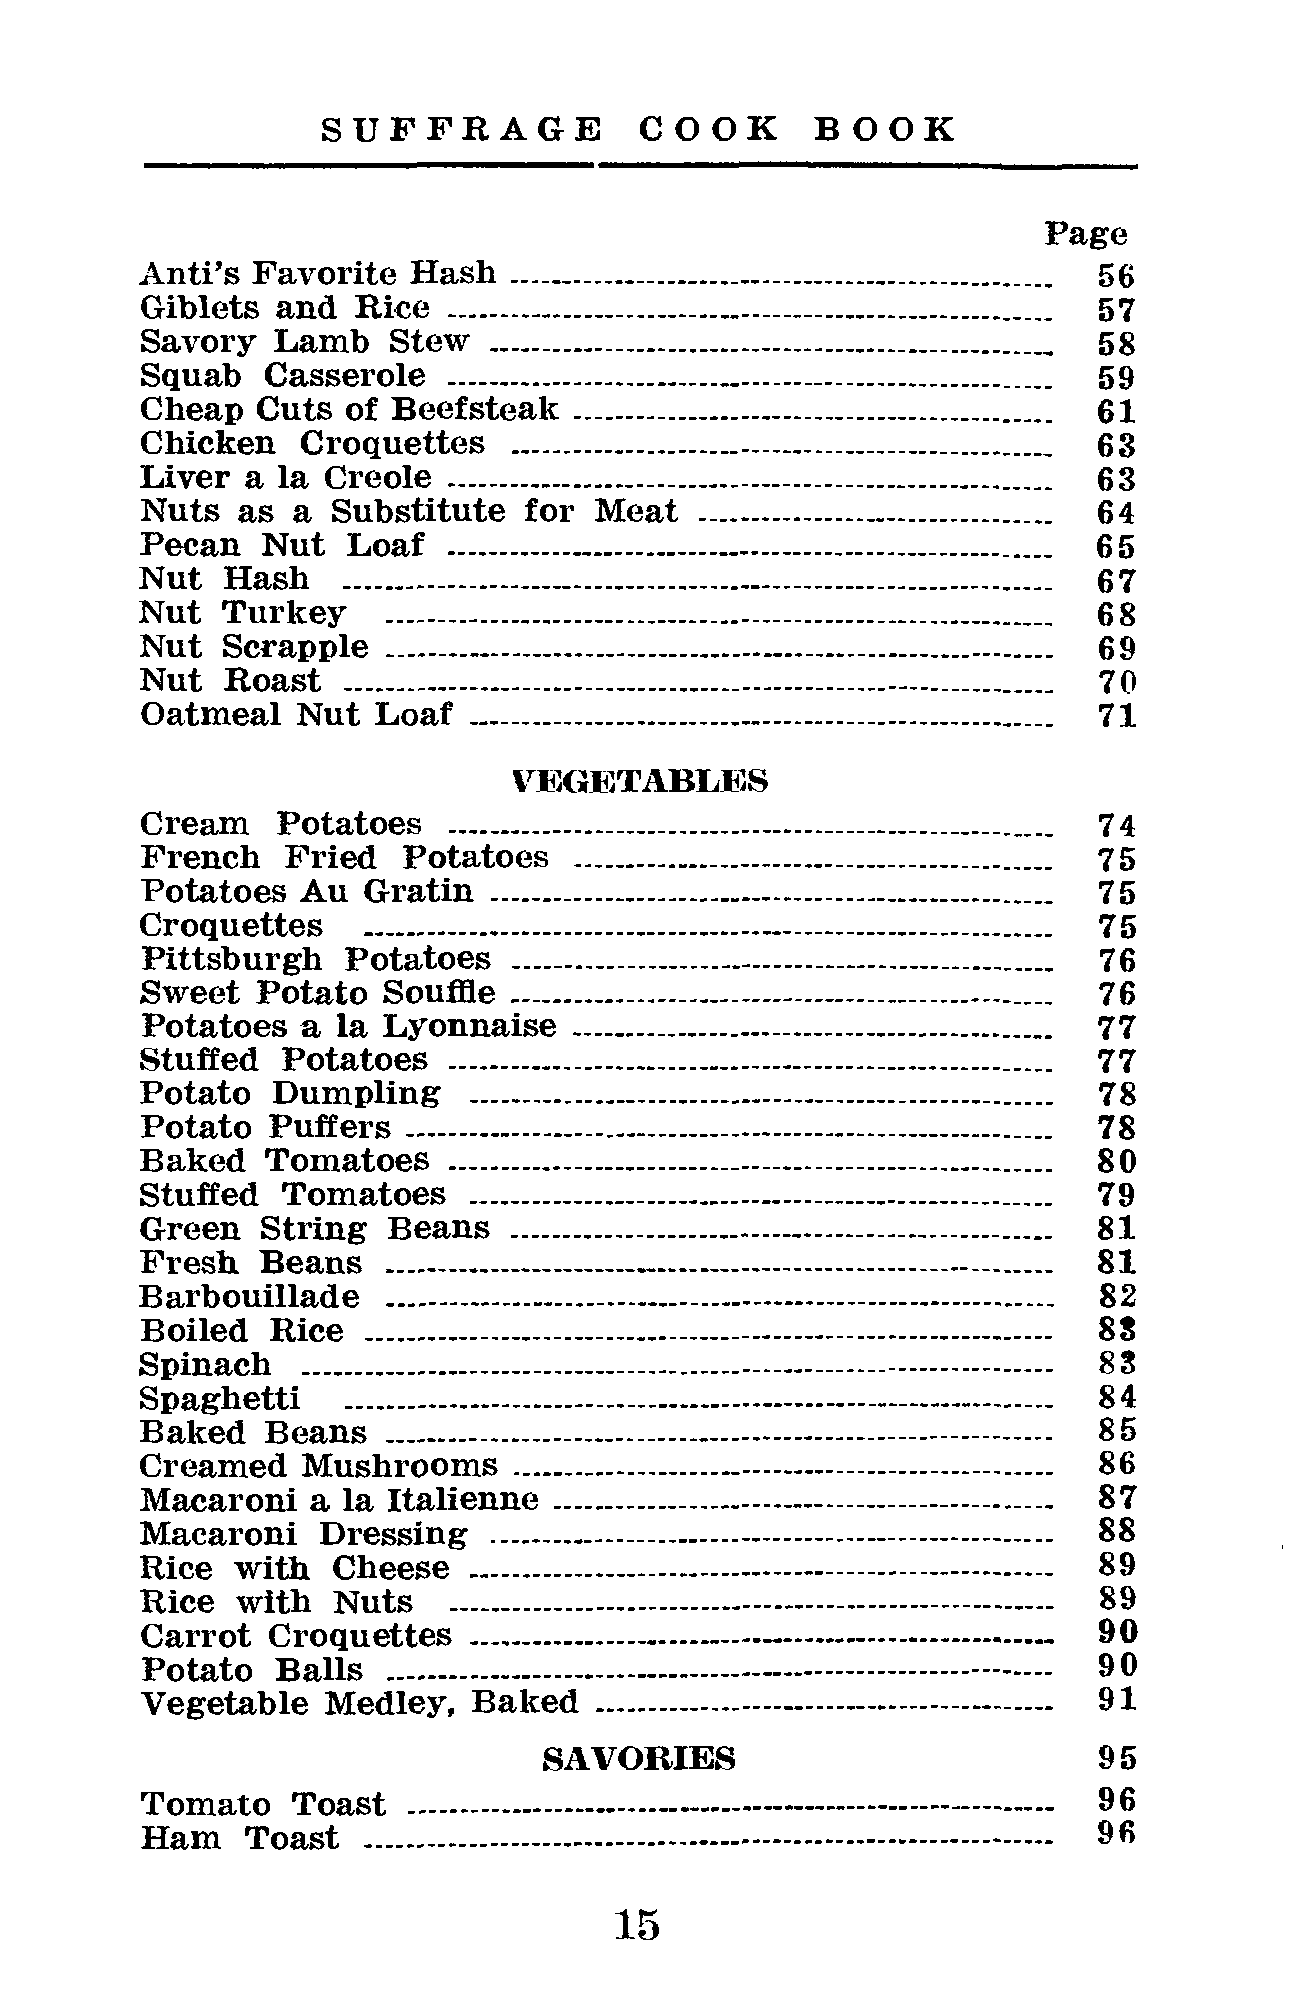 SUFFRAGE COOK BOOK
Page
Anti's Favorite Hash 56
Giblets and Rice 57
Savory Lamb Stew 58
Squab Casserole 59
Cheap Cuts of Beefsteak 61
Chicken Croquettes 63
Liver a la Creole 63
Nuts as a Substitute for Meat 64
Pecan Nut Loaf 65
Nut Hash 67
Nut Turkey 68
Nut Scrapple 69
Nut Roast 70
Oatmeal Nut Loaf 71
VEGETABLES
Cream Potatoes 74
French Fried Potatoes 75
Potatoes Au Gratin 75
Croquettes 75
Pittsburgh Potatoes 76
Sweet Potato Souffle 76
Potatoes a la Lyonnaise 77
Stuffed Potatoes 77
Potato Dumpling 78
Potato Puffers 78
Baked Tomatoes 80
Stuffed Tomatoes 79
Green String Beans 81
Fresh Beans 81
Barbouillade 82
Boiled Rice 83
Spinach 83
Spaghetti 84
Baked Beans 85
Creamed Mushrooms 86
Macaroni a la Italienne 87
Macaroni Dressing 88
Rice with Cheese 89
Rice with Nuts 89
Carrot Croquettes 90
Potato Balls 90
Vegetable Medley, Baked 91
SAVORIES 95
Tomato Toast 96
Ham Toast 96
15